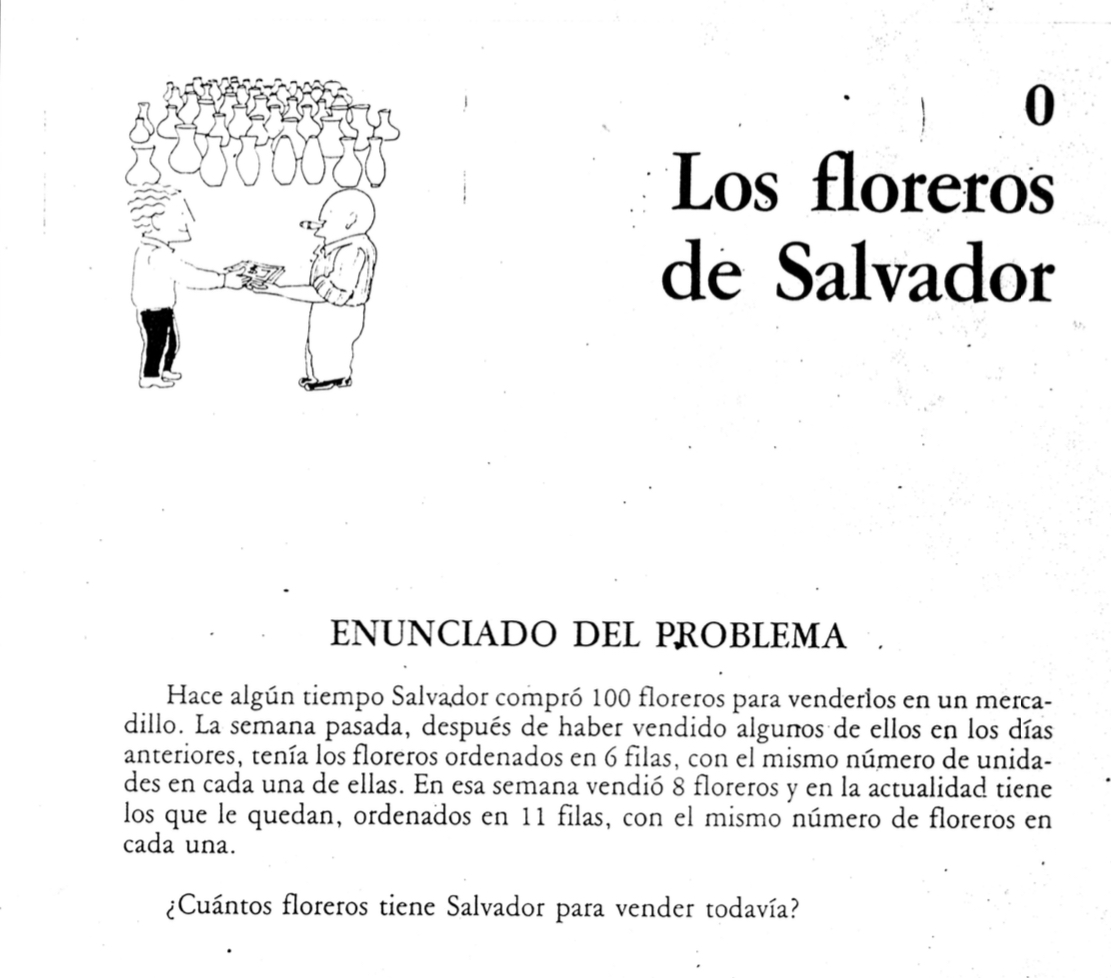 0
Los floreros
de Salvador
ENUNCIADO DEL PROBLEMA
Hace algún tiempo Salvador compró 100 floreros para venderlos en un merca-
dillo. La semana pasada, después de haber vendido algunos de ellos en los días
anteriores, tenía los floreros ordenados en 6 filas, con el mismo número de unida-
des en cada una de ellas. En esa semana vendió 8 floreros y en la actualidad tiene
los que le quedan, ordenados en 11 filas, con el mismo número de floreros en
cada una.
¿Cuántos floreros tiene Salvador para vender todavía?